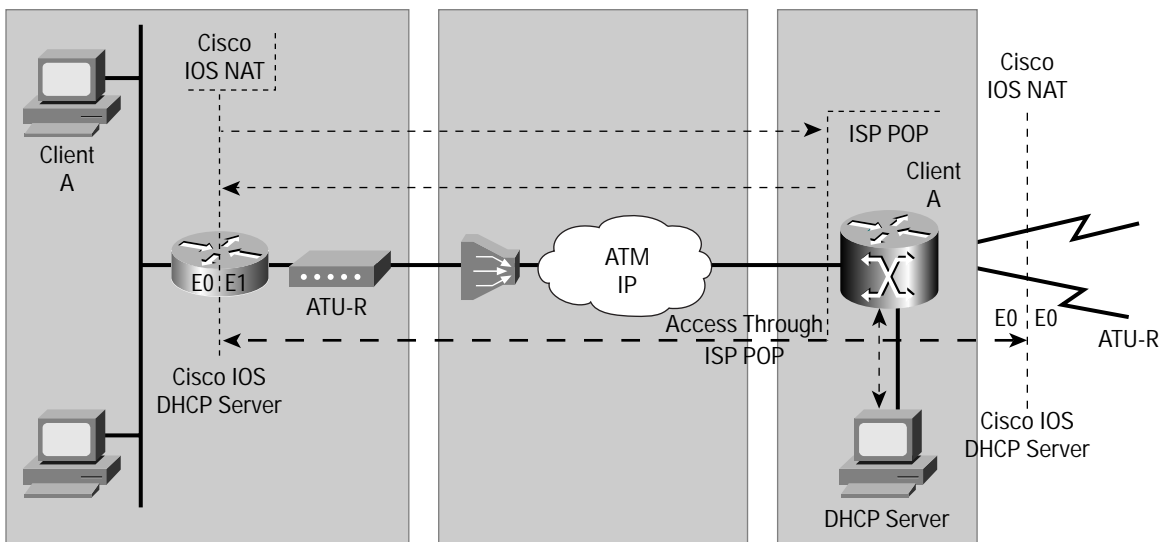 Cisco
IOS NAT
Client
A
E0
E1
ATU-R
Cisco IOS
DHCP Server
ATM
IP
Access Through
ISP POP
ISP POP
Client
A
DHCP Server
Cisco
IOS NAT
E0
E0
ATU-R
Cisco IOS
DHCP Server